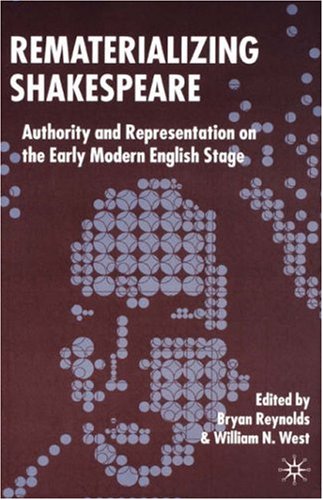 REMATERIALIZING
SHAKESPEARE
Authority and Representation on
the Early Modern English Stage
Edited by
Bryan Reynolds
& William N. West